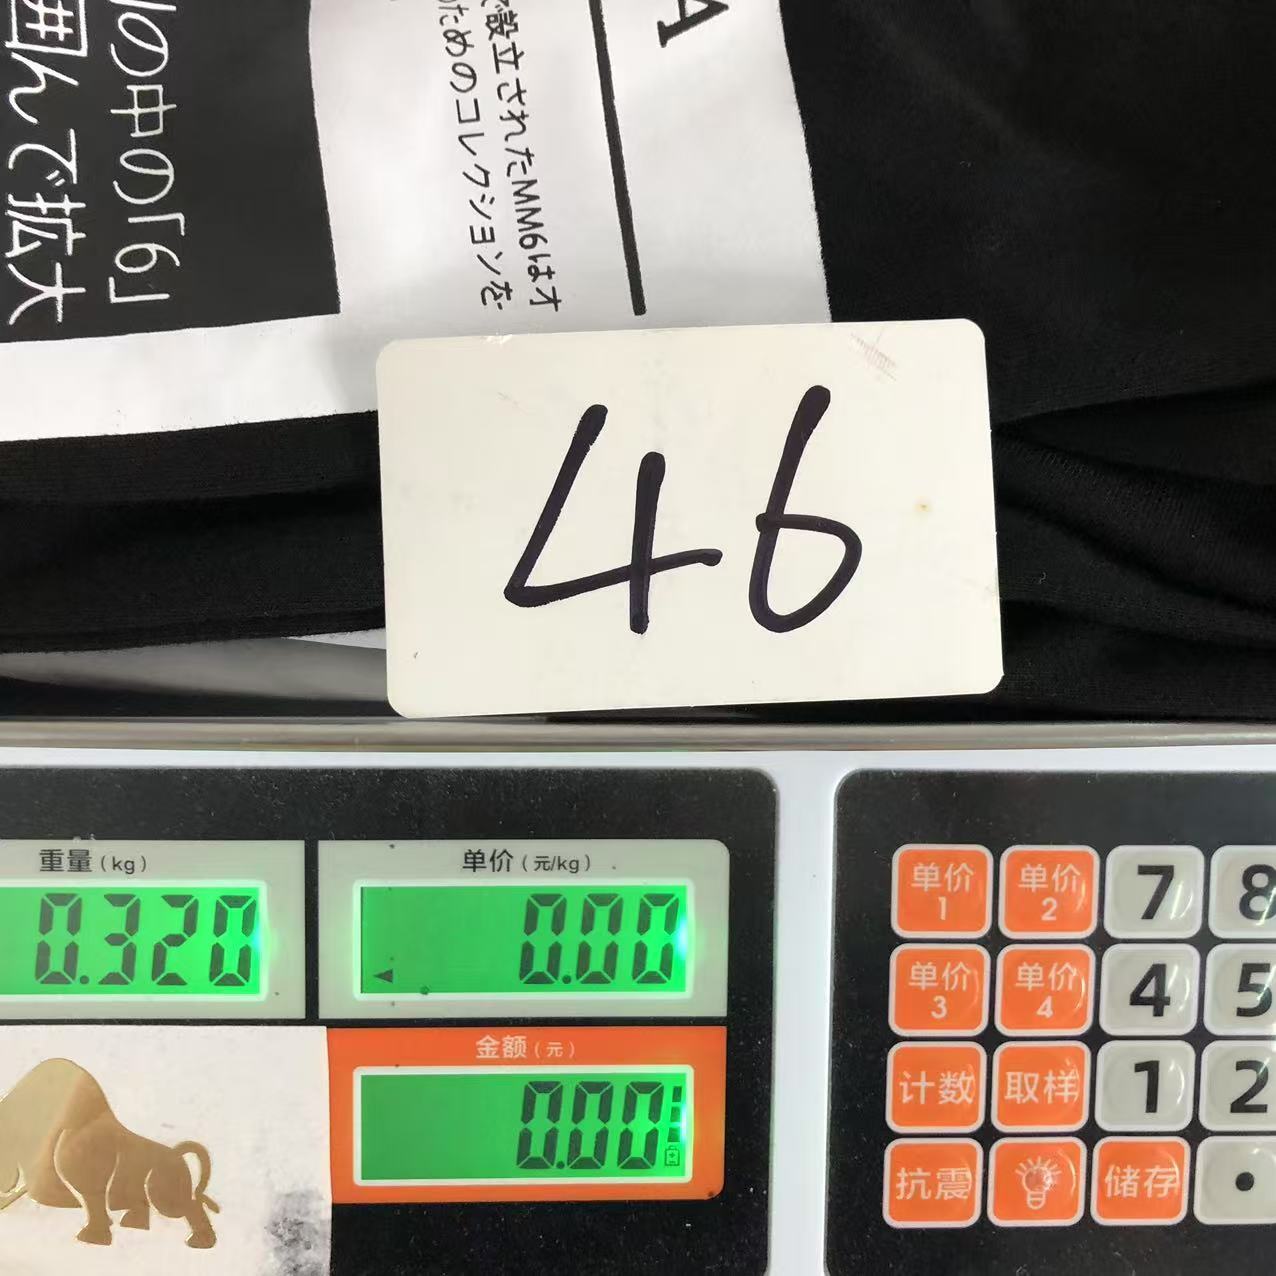 の中の「6」
囲んで拡大
A
で設立されたMM6はオ
ためのコレクションを
46
重量(kg)
0.320
单价(元/kg)
0.00
金额(元)
0.00
单价1 单价2 7 8
单价3 单价4 4 5
计数 取样 1 2
抗震 储存 .